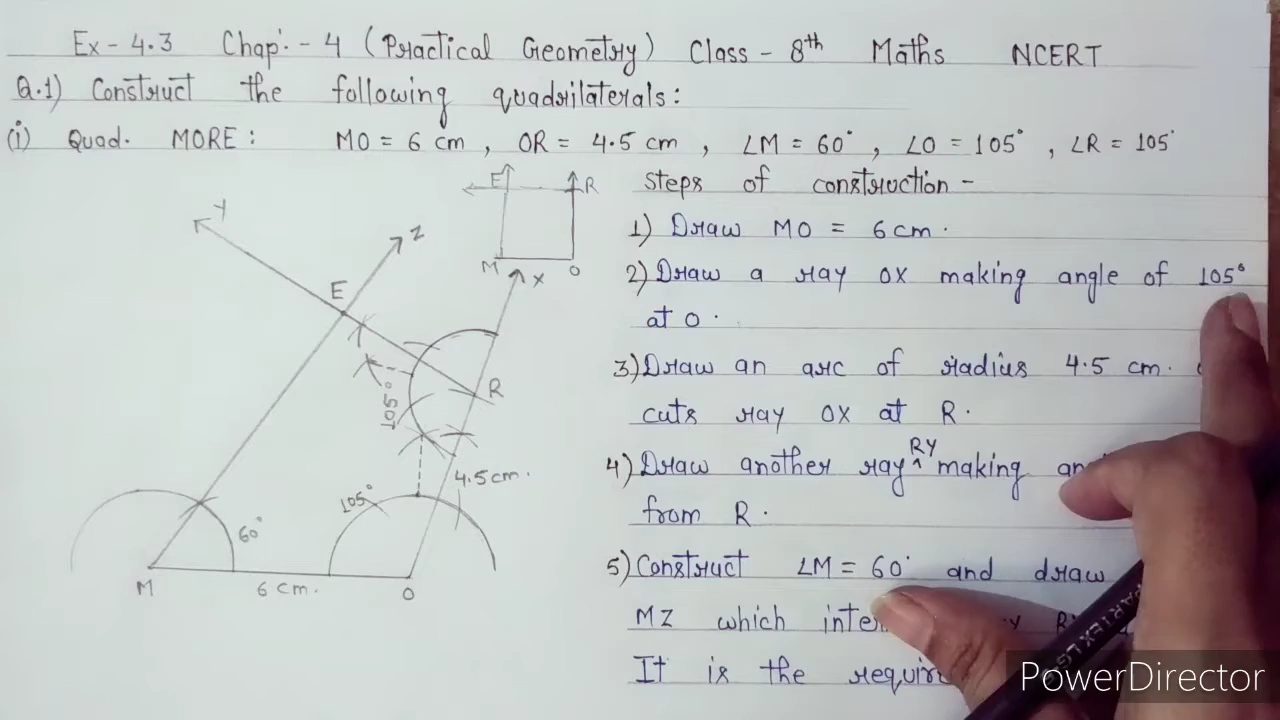 Ex - 4.3 Chap. - 4 (Practical Geometry) Class - 8th Maths NCERT
Q.1) Construct the following quadrilaterals:
(i) Quad. MORE: MO = 6 cm, OR = 4.5 cm, ∠M = 60°, ∠O = 105°, ∠R = 105°
Steps of construction -
1) Draw MO = 6 cm.
2) Draw a ray OX making angle of 105°
at O.
3) Draw an arc of radius 4.5 cm.
cuts ray OX at R.
4) Draw another ray RY making
from R.
5) Construct ∠M = 60° and draw
MZ which
It is the
E
R
M
O
Y
Z
E
X
R
105°
4.5 cm.
105°
60°
M
6 cm.
O
PARTEX
PowerDirector